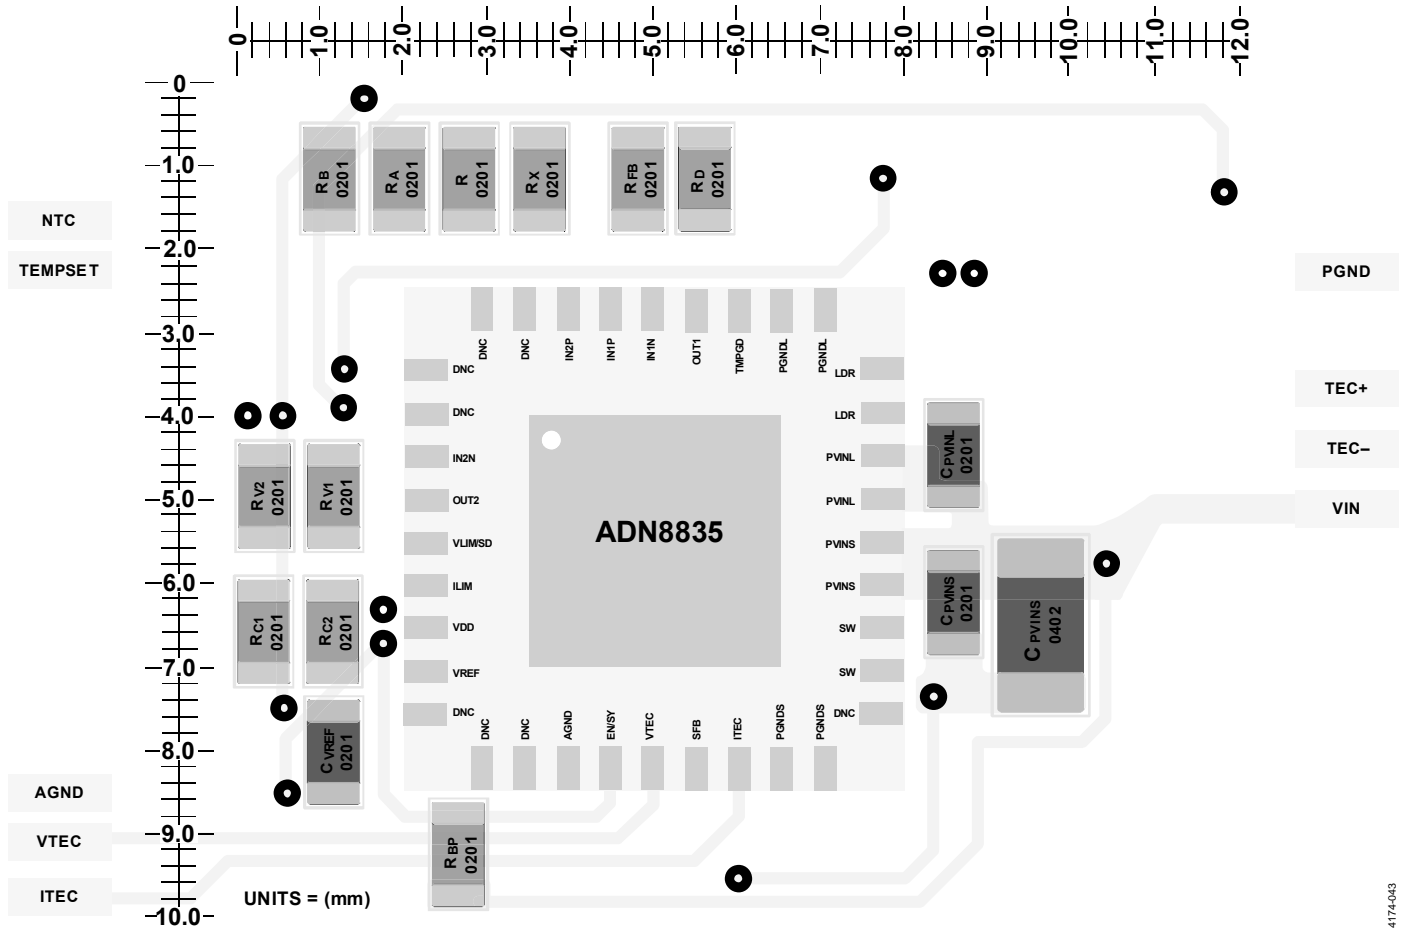 0 1.0 2.0 3.0 4.0 5.0 6.0 7.0 8.0 9.0 10.0 11.0 12.0
0
1.0
2.0
3.0
4.0
5.0
6.0
7.0
8.0
9.0
10.0
RB 0201
RA 0201
R 0201
RX 0201
RFB 0201
RD 0201
NTC
TEMPSET
PGND
TEC+
TEC–
VIN
DNC DNC IN2P IN1P IN1N OUT1 TMPGD PGNDL PGNDL
DNC
DNC
IN2N
OUT2
VLIM/SD
ILIM
VDD
VREF
DNC
LDR
LDR
PVINL
PVINL
PVINS
PVINS
SW
SW
DNC
ADN8835
DNC DNC AGND EN/SY VTEC SFB ITEC PGNDS PGNDS
RV2 0201
RV1 0201
RC1 0201
RC2 0201
CVREF 0201
CPVINL 0201
CPVINS 0201
CPVINS 0402
RBP 0201
AGND
VTEC
ITEC
UNITS = (mm)
4174-043